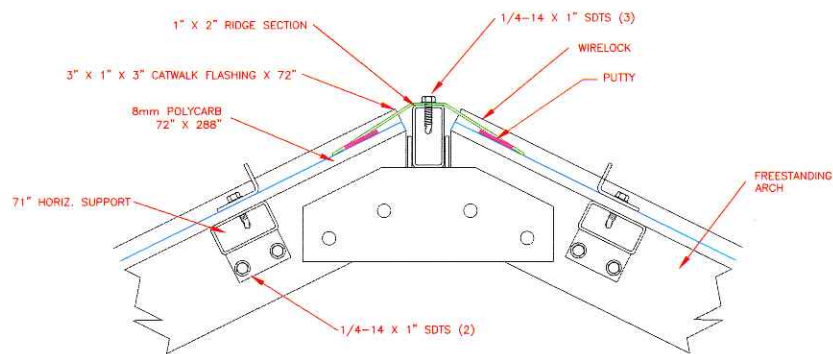 1" X 2" RIDGE SECTION
1/4-14 X 1" SDTS (3)
WIRELOCK
3" X 1" X 3" CATWALK FLASHING X 72"
PUTTY
8mm POLYCARB
72" X 288"
FREESTANDING
ARCH
71" HORIZ. SUPPORT
1/4-14 X 1" SDTS (2)